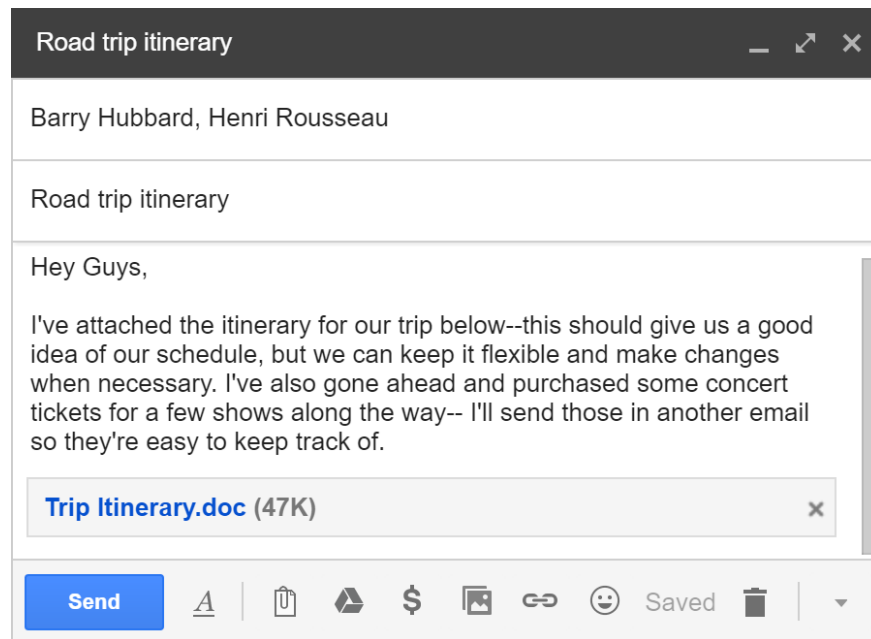 Road trip itinerary
Barry Hubbard, Henri Rousseau
Road trip itinerary
Hey Guys,
I've attached the itinerary for our trip below--this should give us a good
idea of our schedule, but we can keep it flexible and make changes
when necessary. I've also gone ahead and purchased some concert
tickets for a few shows along the way-- I'll send those in another email
so they're easy to keep track of.
Trip Itinerary.doc (47K)
Send A $ Saved